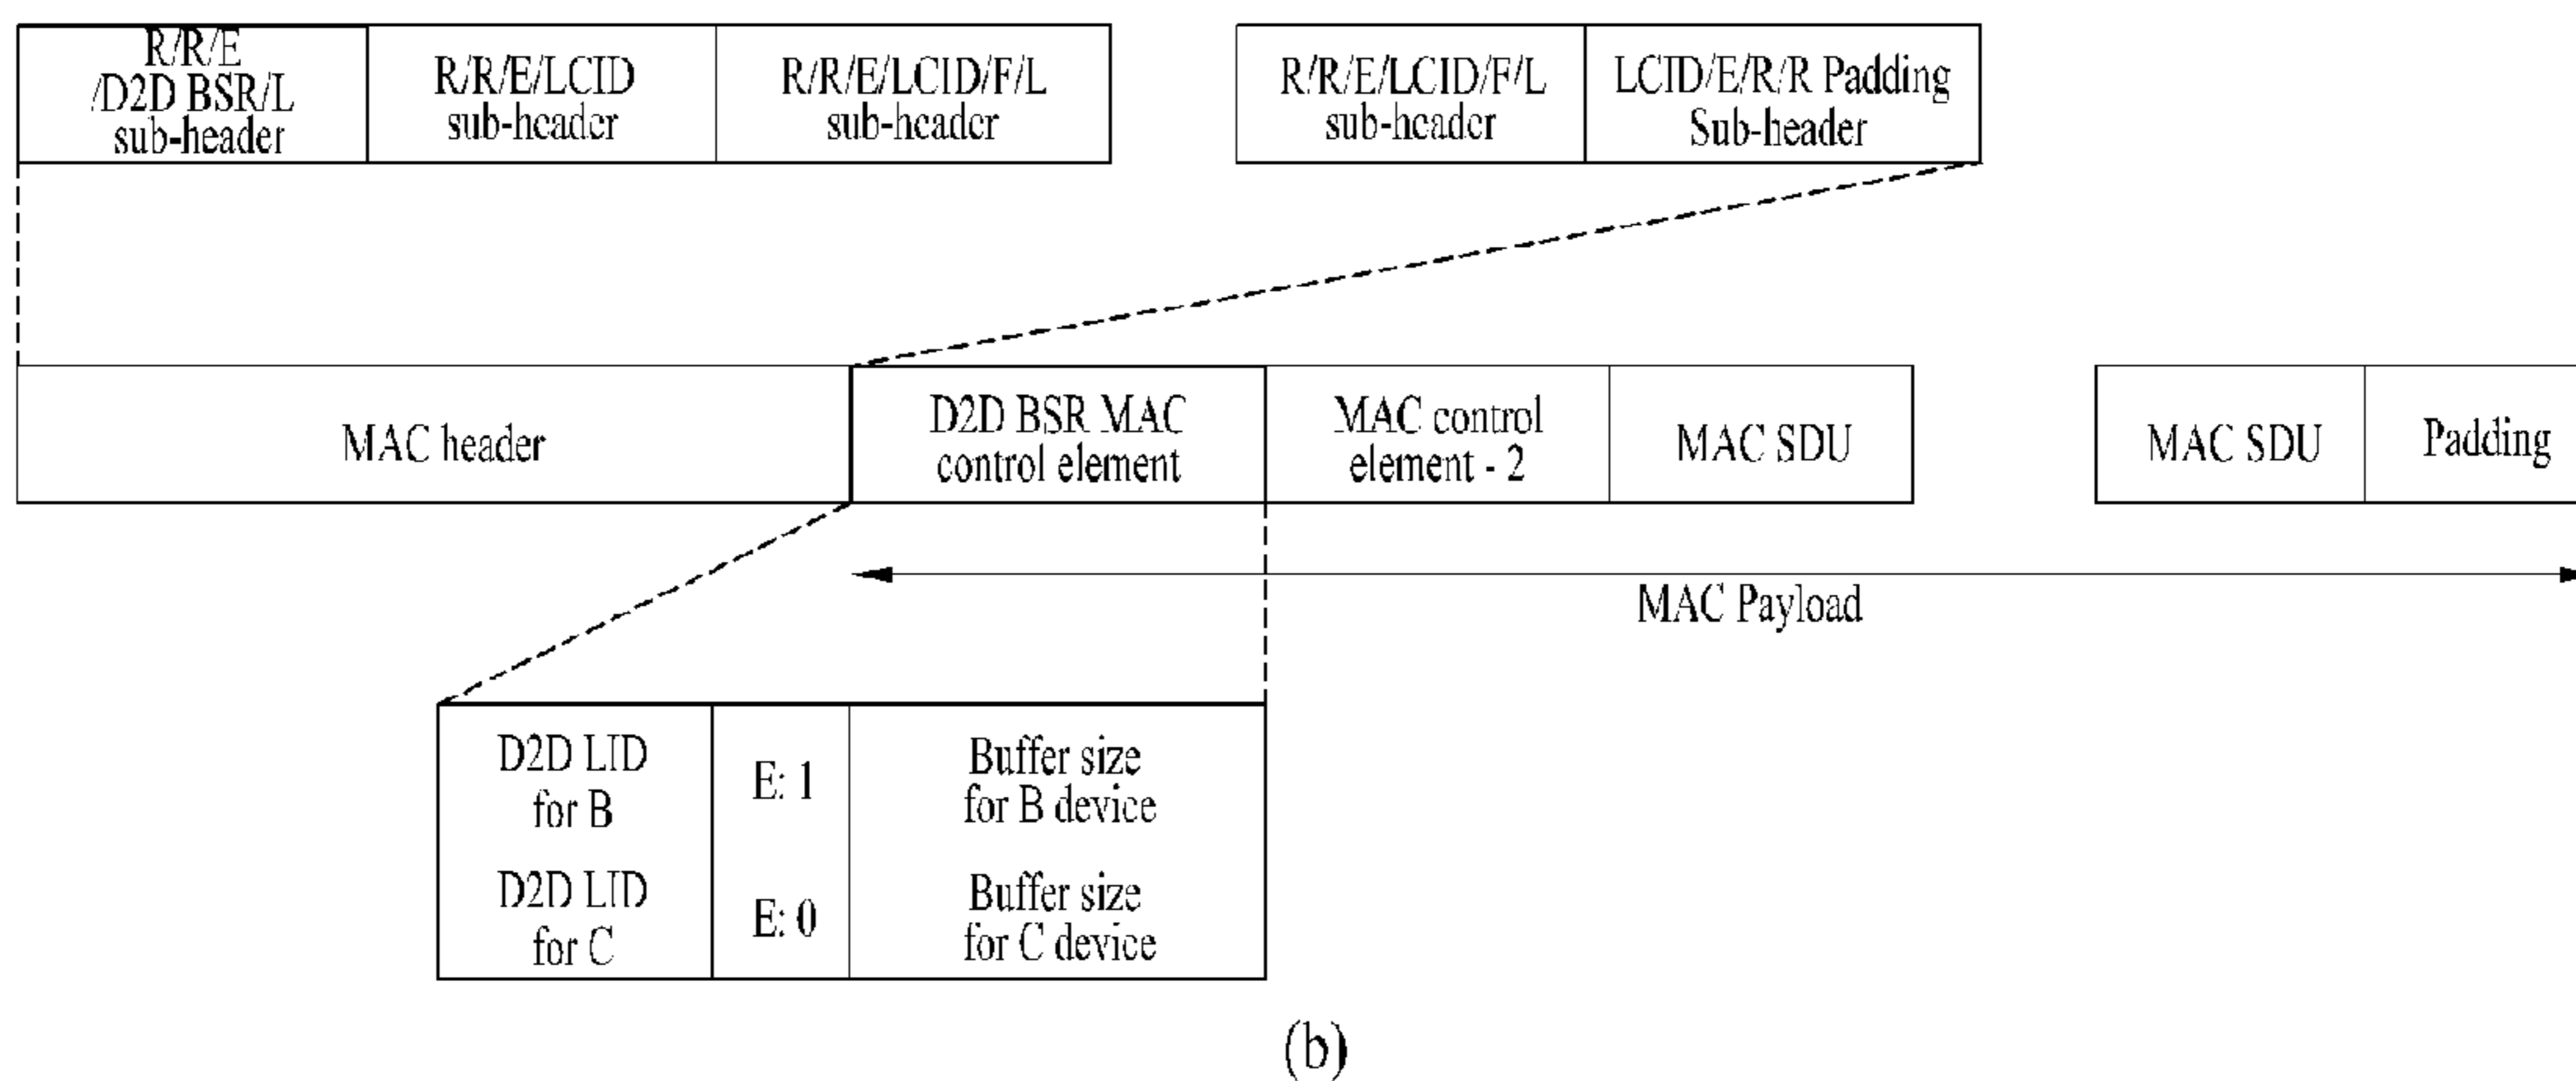 R/R/E
/D2D BSR/L
sub-header
R/R/E/LCID
sub-header
R/R/E/LCID/F/L
sub-header
R/R/E/LCID/F/L
sub-header
LCID/E/R/R Padding
Sub-header
MAC header
D2D BSR MAC
control element
MAC control
element - 2
MAC SDU
MAC SDU
Padding
MAC Payload
D2D LID
for B
E: 1
Buffer size
for B device
D2D LID
for C
E: 0
Buffer size
for C device
(b)